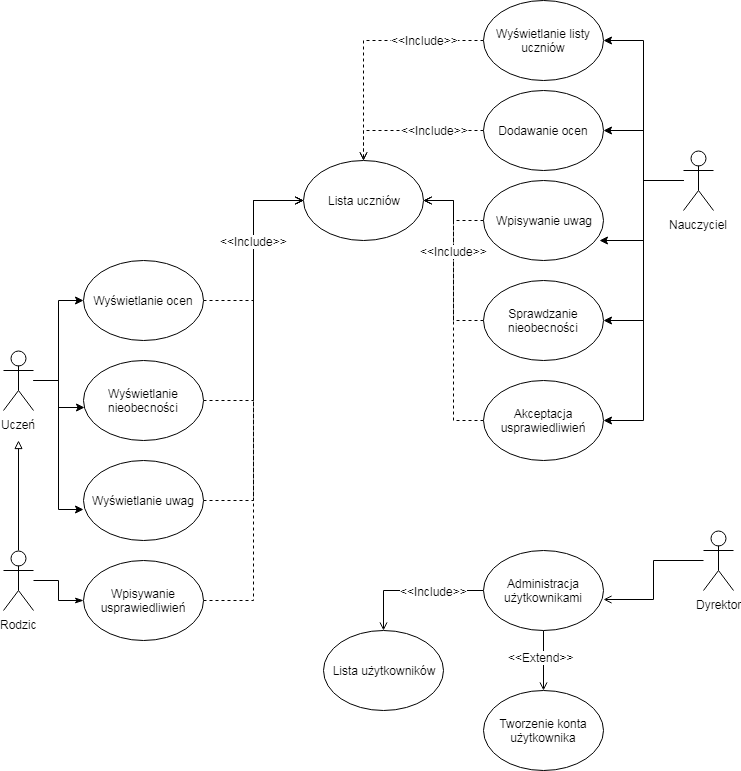 Wyświetlanie listy
uczniów
<<Include>>
Dodawanie ocen
<<Include>>
Lista uczniów
Wpisywanie uwag
Nauczyciel
<<Include>>
<<Include>>
Wyświetlanie ocen
Sprawdzanie
nieobecności
Wyświetlanie
nieobecności
Uczeń
Akceptacja
usprawiedliwień
Wyświetlanie uwag
Wpisywanie
usprawiedliwień
Rodzic
Administracja
użytkownikami
<<Include>>
Dyrektor
<<Extend>>
Lista użytkowników
Tworzenie konta
użytkownika